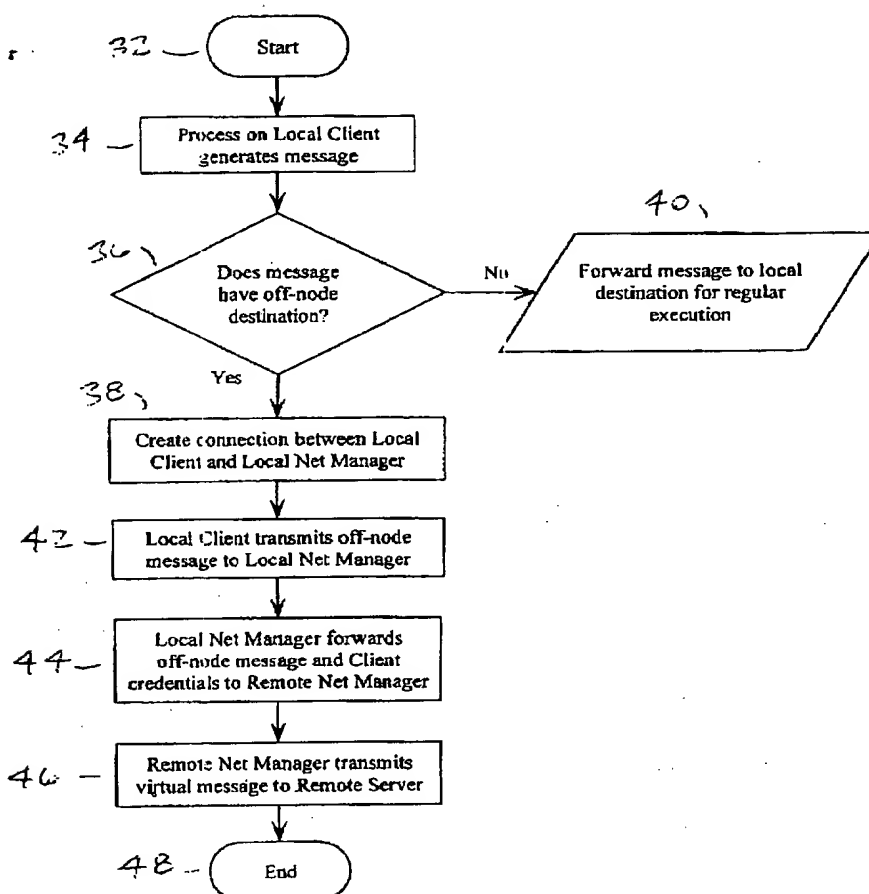 32
Start
34
Process on Local Client
generates message
36
Does message
have off-node
destination?
No
40
Forward message to local
destination for regular
execution
Yes
38
Create connection between Local
Client and Local Net Manager
42
Local Client transmits off-node
message to Local Net Manager
44
Local Net Manager forwards
off-node message and Client
credentials to Remote Net Manager
46
Remote Net Manager transmits
virtual message to Remote Server
48
End